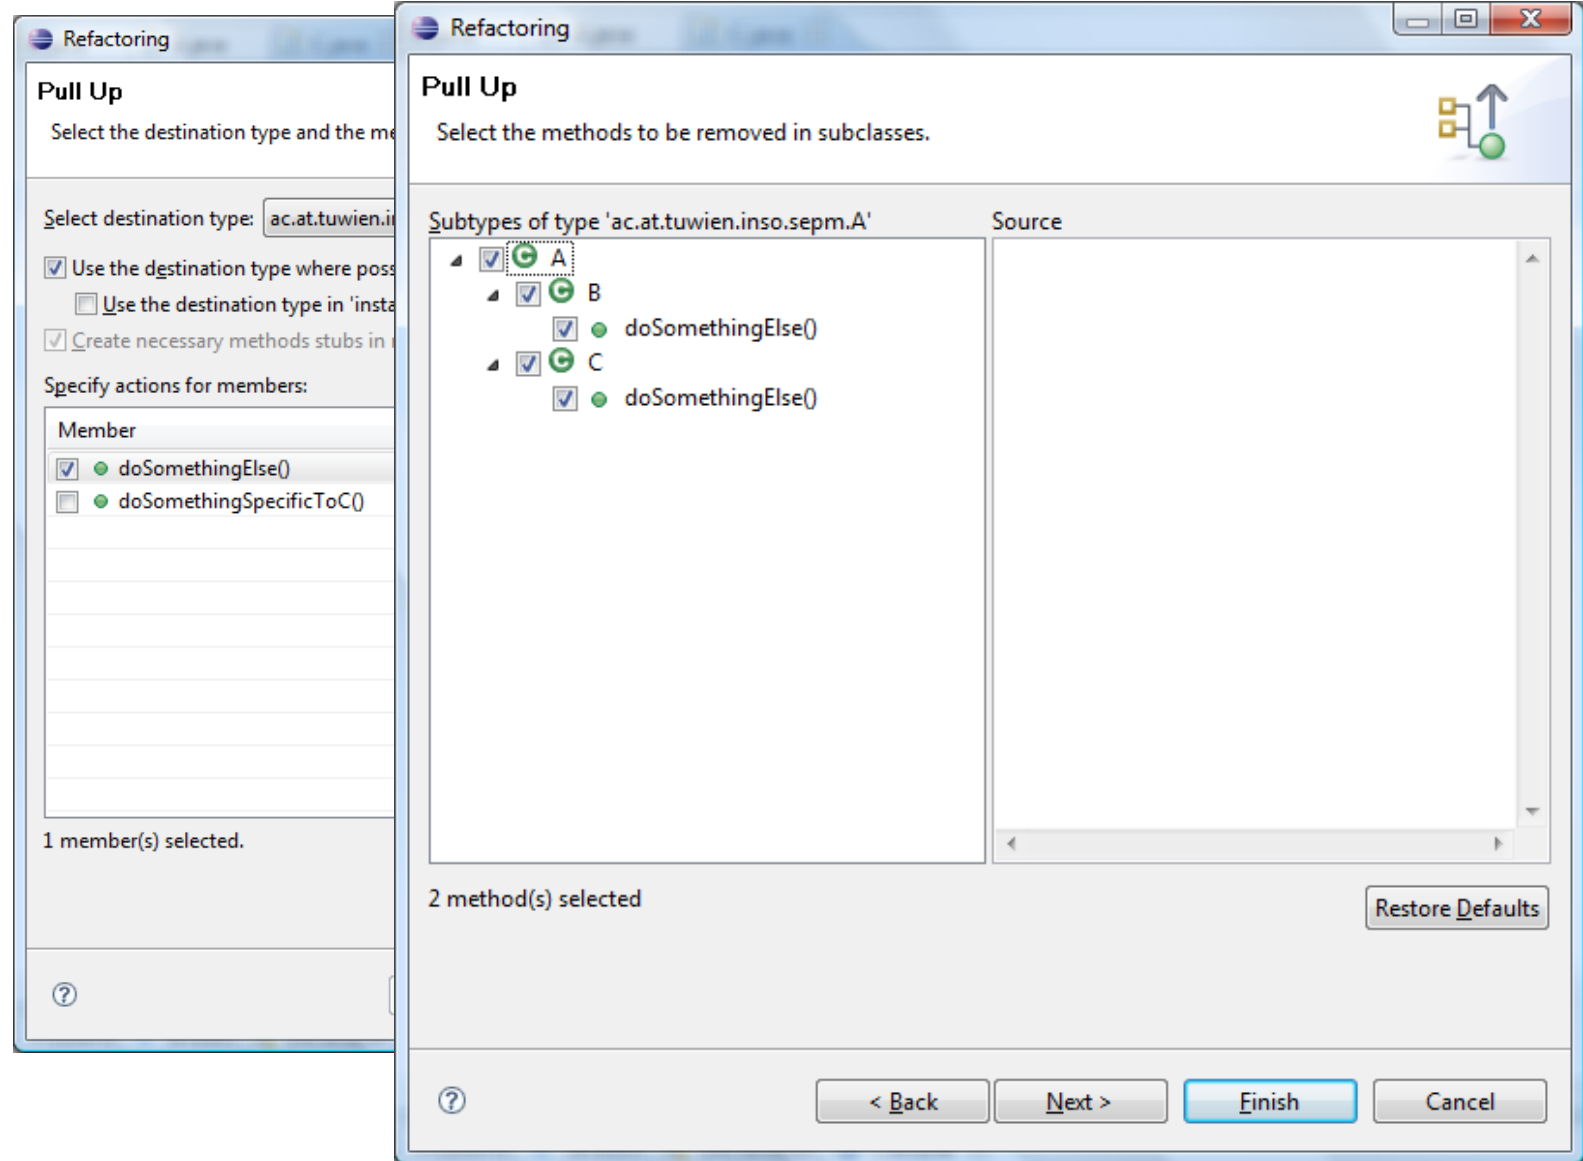 Refactoring
Pull Up
Select the destination type and the me
Select destination type: ac.at.tuwien.i
Use the destination type where poss
Use the destination type in 'insta
Create necessary methods stubs in
Specify actions for members:
Member
doSomethingElse()
doSomethingSpecificToC()
1 member(s) selected.
Refactoring
Pull Up
Select the methods to be removed in subclasses.
Subtypes of type 'ac.at.tuwien.inso.sepm.A'
Source
A
B
doSomethingElse()
C
doSomethingElse()
2 method(s) selected
Restore Defaults
< Back
Next >
Finish
Cancel